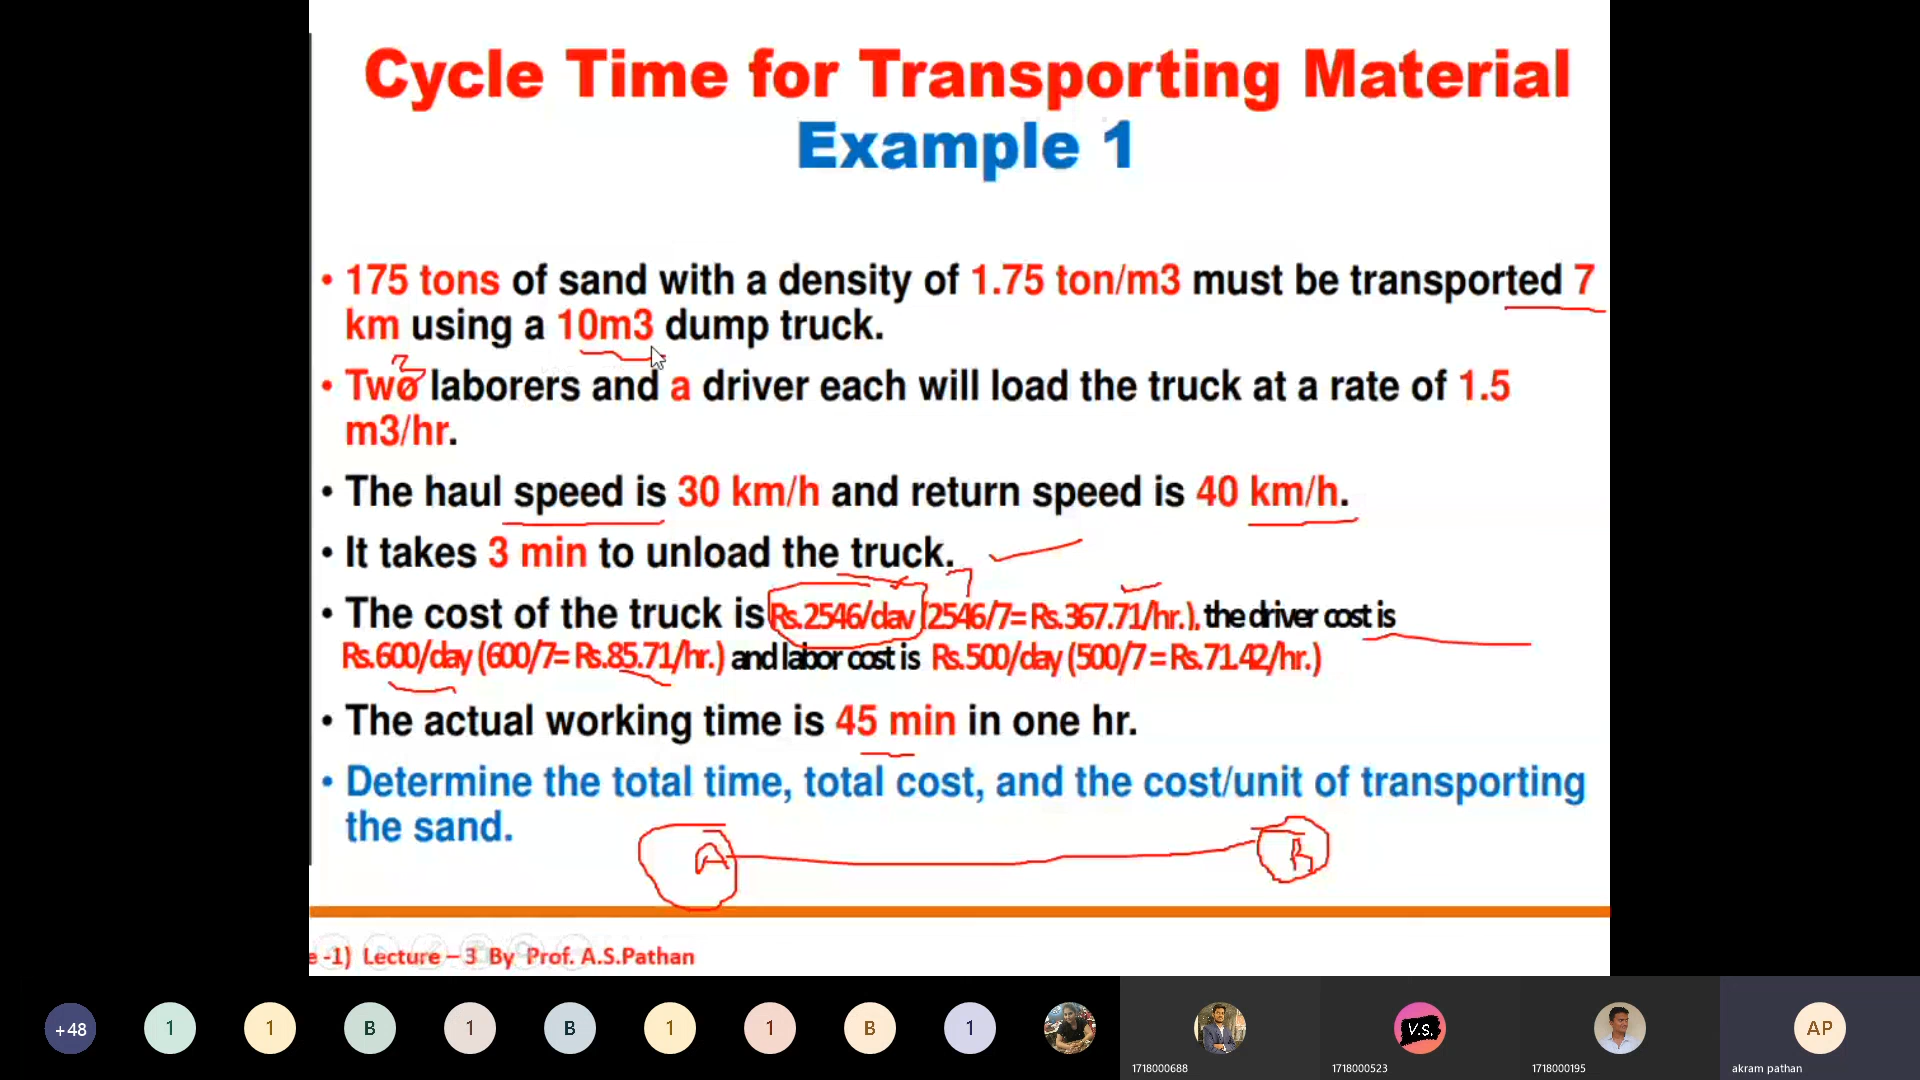 Cycle Time for Transporting Material
Example 1
• 175 tons of sand with a density of 1.75 ton/m3 must be transported 7
km using a 10m3 dump truck.
• Two laborers and a driver each will load the truck at a rate of 1.5
m3/hr.
• The haul speed is 30 km/h and return speed is 40 km/h.
• It takes 3 min to unload the truck.
• The cost of the truck is Rs.2546/day (2546/7= Rs.367.71/hr.), the driver cost is
Rs.600/day (600/7= Rs.85.71/hr.) and labor cost is Rs.500/day (500/7 = Rs.71.42/hr.)
• The actual working time is 45 min in one hr.
• Determine the total time, total cost, and the cost/unit of transporting
the sand.
A B
e -1) Lecture – 3 By Prof. A.S.Pathan
+48 1 1 B 1 B 1 1 B 1 V.S. AP
1718000688 1718000523 1718000195 akram pathan